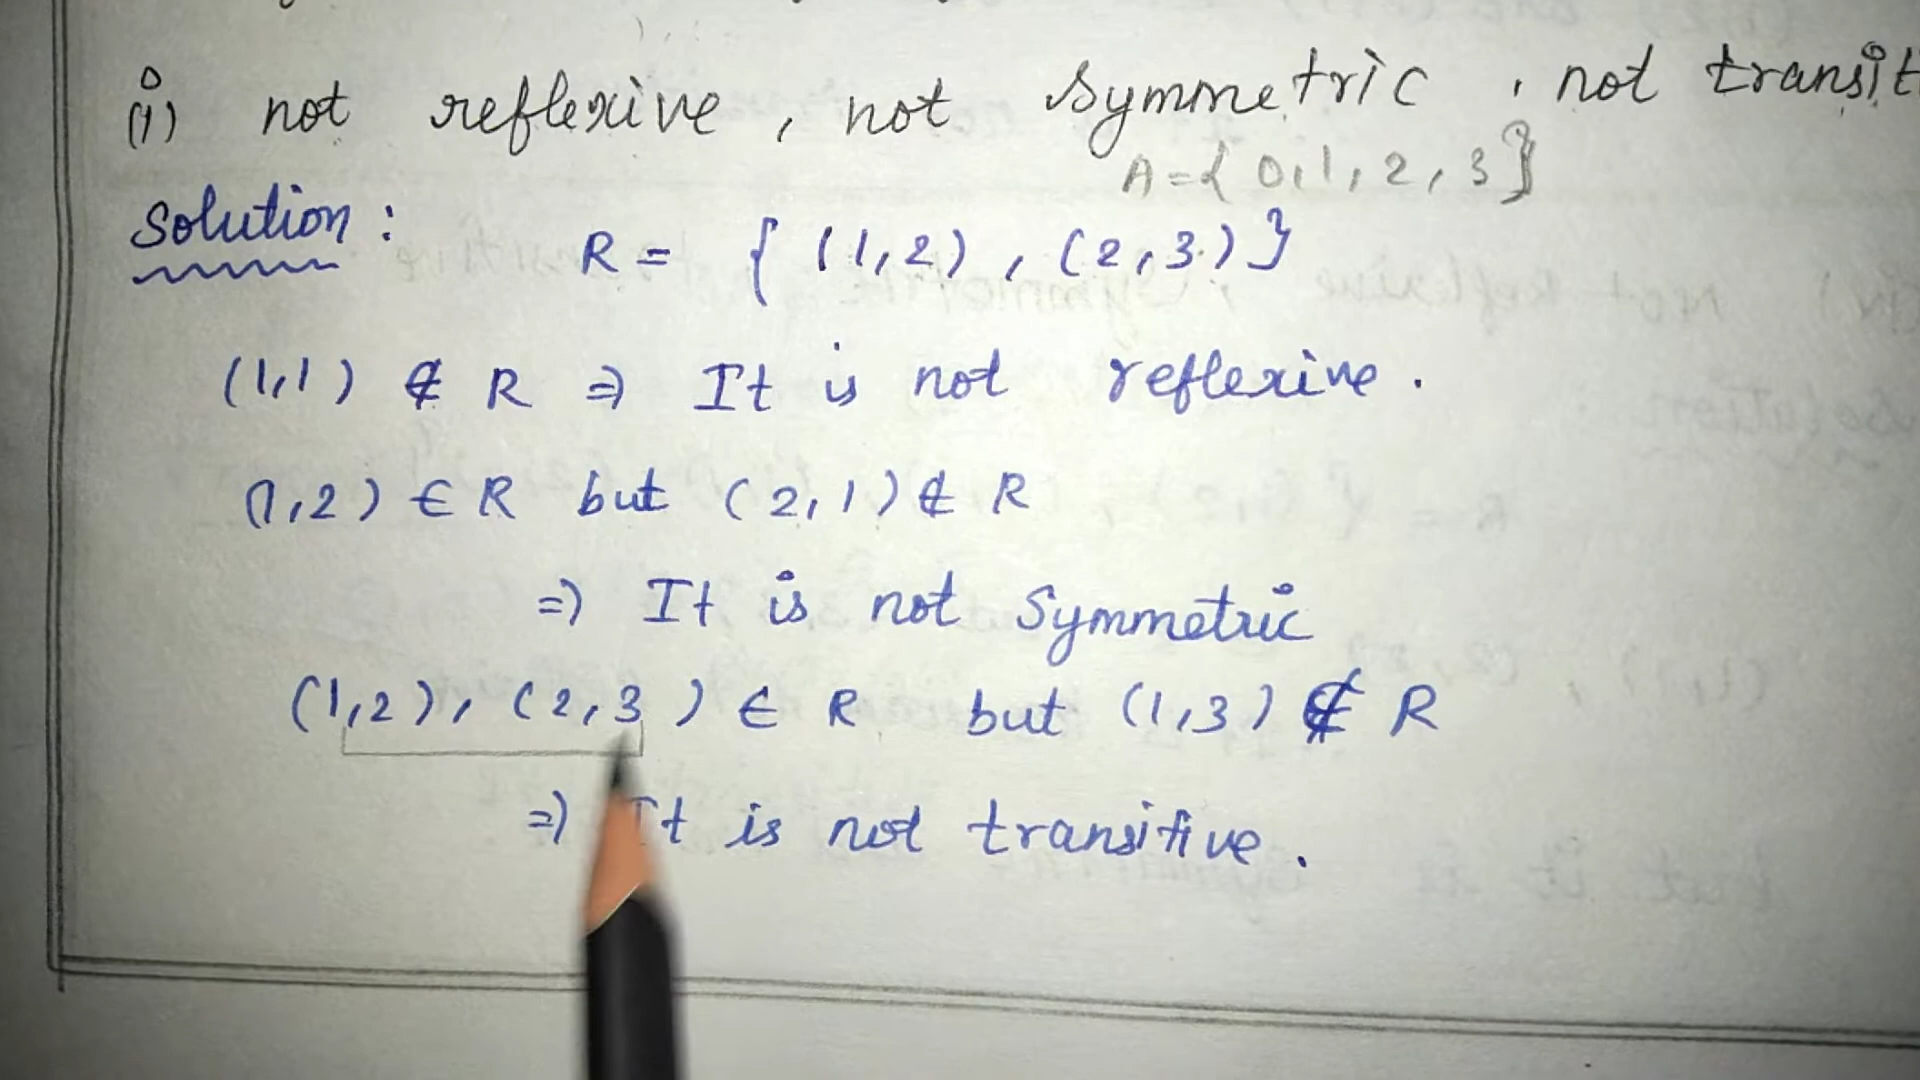 (i) not reflexive, not symmetric, not transit
A={0,1,2,3}
Solution: R = {(1,2), (2,3)}
(1,1) ∉ R ⇒ It is not reflexive.
(1,2) ∈ R but (2,1) ∉ R
⇒ It is not Symmetric
(1,2), (2,3) ∈ R but (1,3) ∉ R
⇒ It is not transitive.